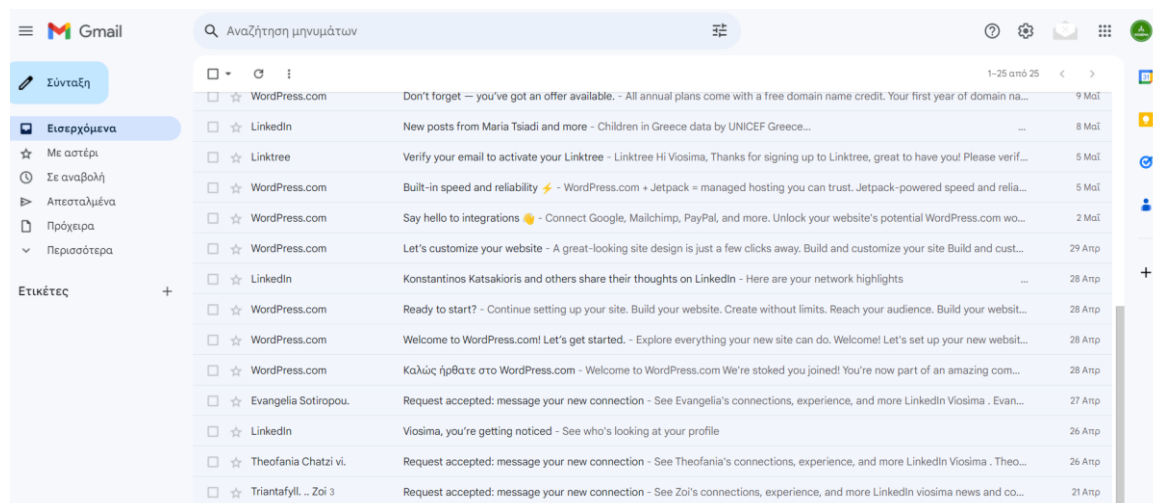 Gmail
Αναζήτηση μηνυμάτων
Σύνταξη
1–25 από 25
Εισερχόμενα
Με αστέρι
Σε αναβολή
Απεσταλμένα
Πρόχειρα
Περισσότερα
Ετικέτες
WordPress.com Don't forget — you've got an offer available. - All annual plans come with a free domain name credit. Your first year of domain na... 9 Μαΐ
LinkedIn New posts from Maria Tsiadi and more - Children in Greece data by UNICEF Greece... ... 8 Μαΐ
Linktree Verify your email to activate your Linktree - Linktree Hi Viosima, Thanks for signing up to Linktree, great to have you! Please verif... 5 Μαΐ
WordPress.com Built-in speed and reliability ⚡ - WordPress.com + Jetpack = managed hosting you can trust. Jetpack-powered speed and relia... 5 Μαΐ
WordPress.com Say hello to integrations 👋 - Connect Google, Mailchimp, PayPal, and more. Unlock your website's potential WordPress.com wo... 2 Μαΐ
WordPress.com Let's customize your website - A great-looking site design is just a few clicks away. Build and customize your site Build and cust... 29 Απρ
LinkedIn Konstantinos Katsakioris and others share their thoughts on LinkedIn - Here are your network highlights ... 28 Απρ
WordPress.com Ready to start? - Continue setting up your site. Build your website. Create without limits. Reach your audience. Build your websit... 28 Απρ
WordPress.com Welcome to WordPress.com! Let's get started. - Explore everything your new site can do. Welcome! Let's set up your new websit... 28 Απρ
WordPress.com Καλώς ήρθατε στο WordPress.com - Welcome to WordPress.com We're stoked you joined! You're now part of an amazing com... 28 Απρ
Evangelia Sotiropou. Request accepted: message your new connection - See Evangelia's connections, experience, and more LinkedIn Viosima . Evan... 27 Απρ
LinkedIn Viosima, you're getting noticed - See who's looking at your profile 26 Απρ
Theofania Chatzi vi. Request accepted: message your new connection - See Theofania's connections, experience, and more LinkedIn Viosima . Theo... 26 Απρ
Triantafyll. .. Zoi 3 Request accepted: message your new connection - See Zoi's connections, experience, and more LinkedIn viosima news and co... 21 Απρ